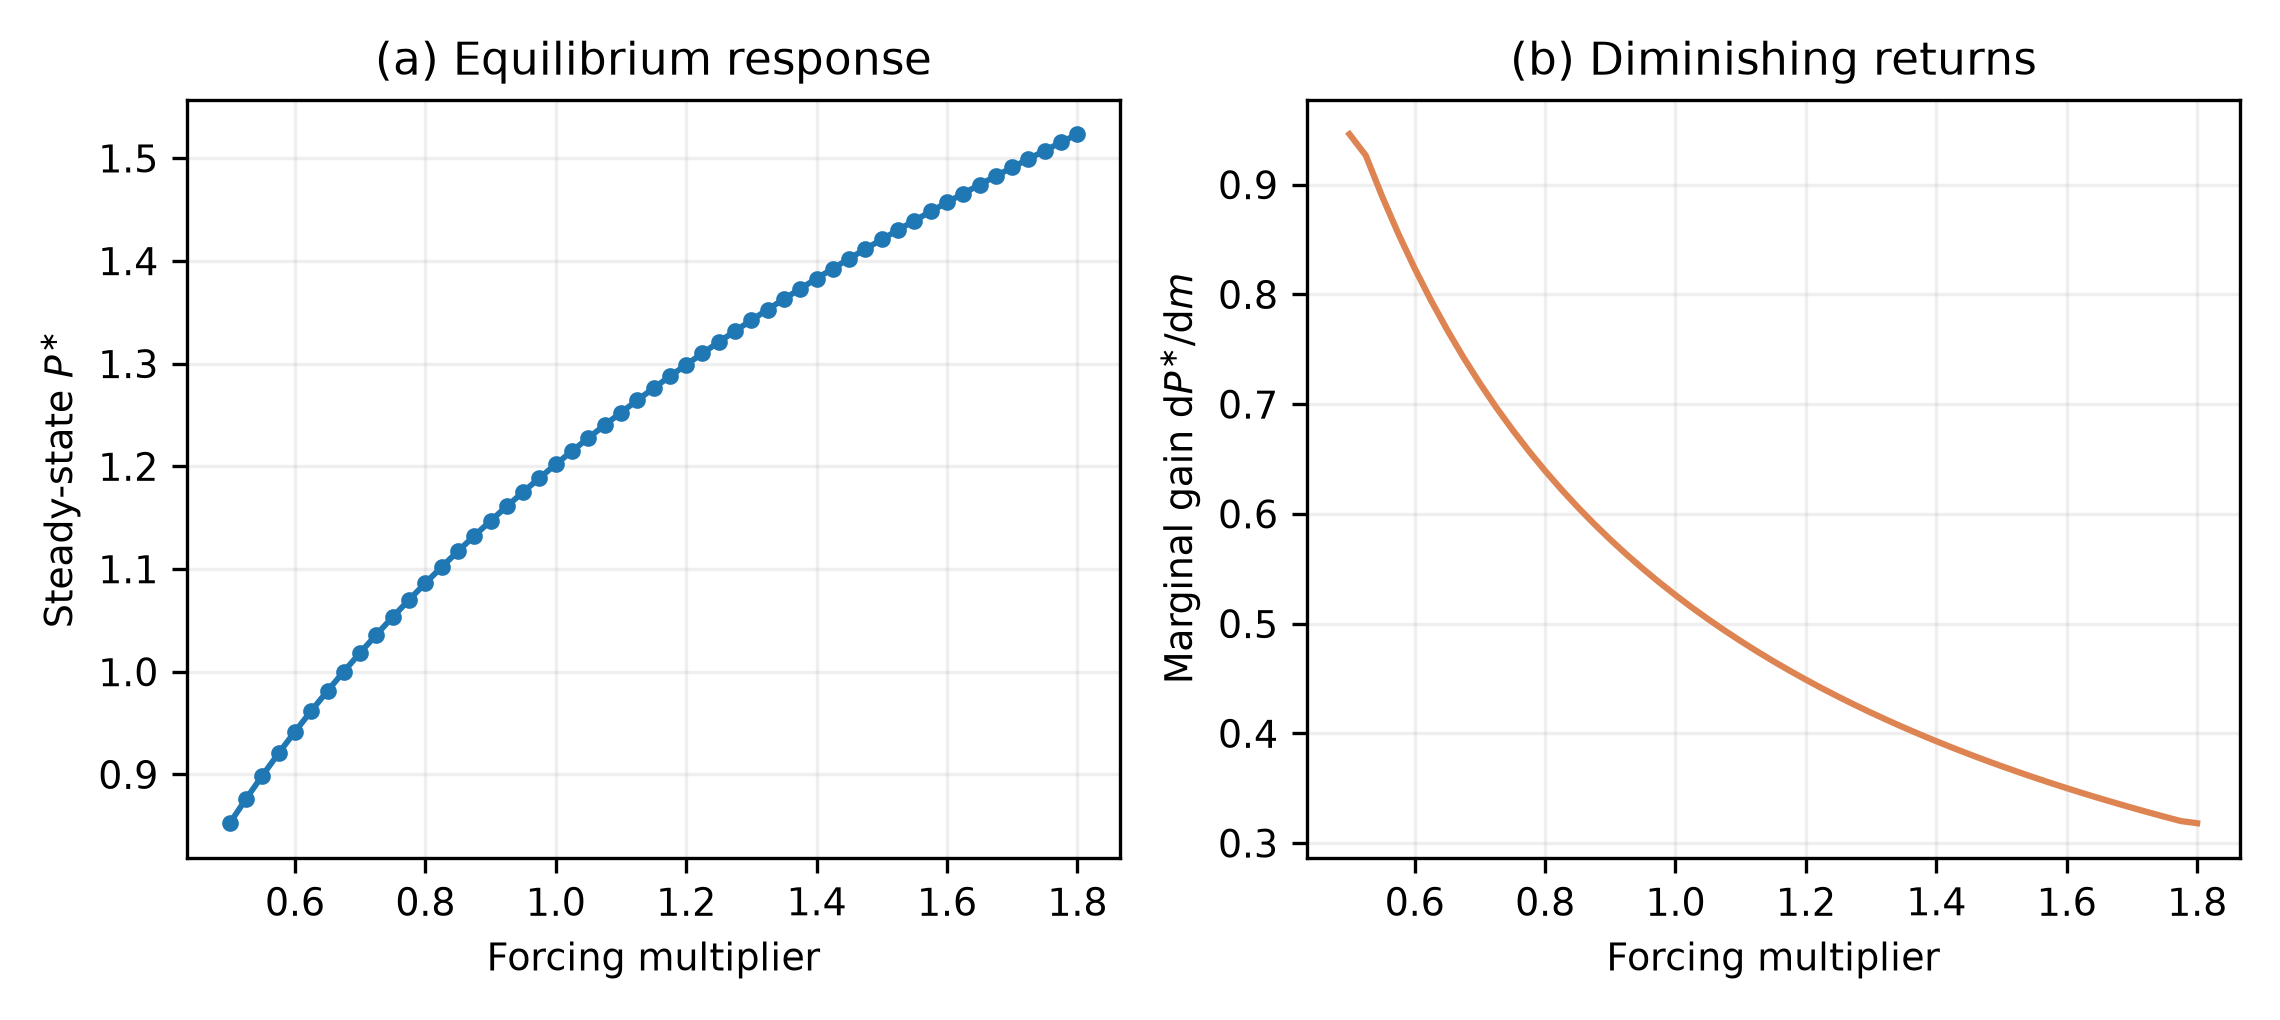 (a) Equilibrium response
Steady-state P*
1.5
1.4
1.3
1.2
1.1
1.0
0.9
0.6 0.8 1.0 1.2 1.4 1.6 1.8
Forcing multiplier
(b) Diminishing returns
Marginal gain dP*/dm
0.9
0.8
0.7
0.6
0.5
0.4
0.3
0.6 0.8 1.0 1.2 1.4 1.6 1.8
Forcing multiplier